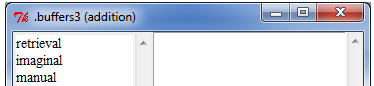 .buffers3 (addition)
retrieval
imaginal
manual